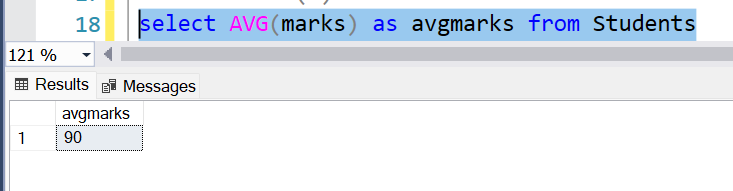 18 select AVG(marks) as avgmarks from Students
121 %
Results Messages
avgmarks
1 90